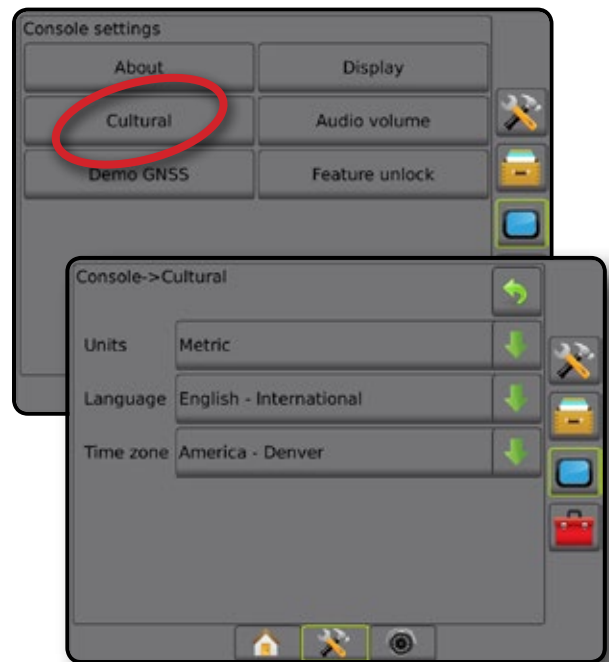 Console settings
About Display
Cultural Audio volume
Demo GNSS Feature unlock
Console->Cultural
Units Metric
Language English - International
Time zone America - Denver